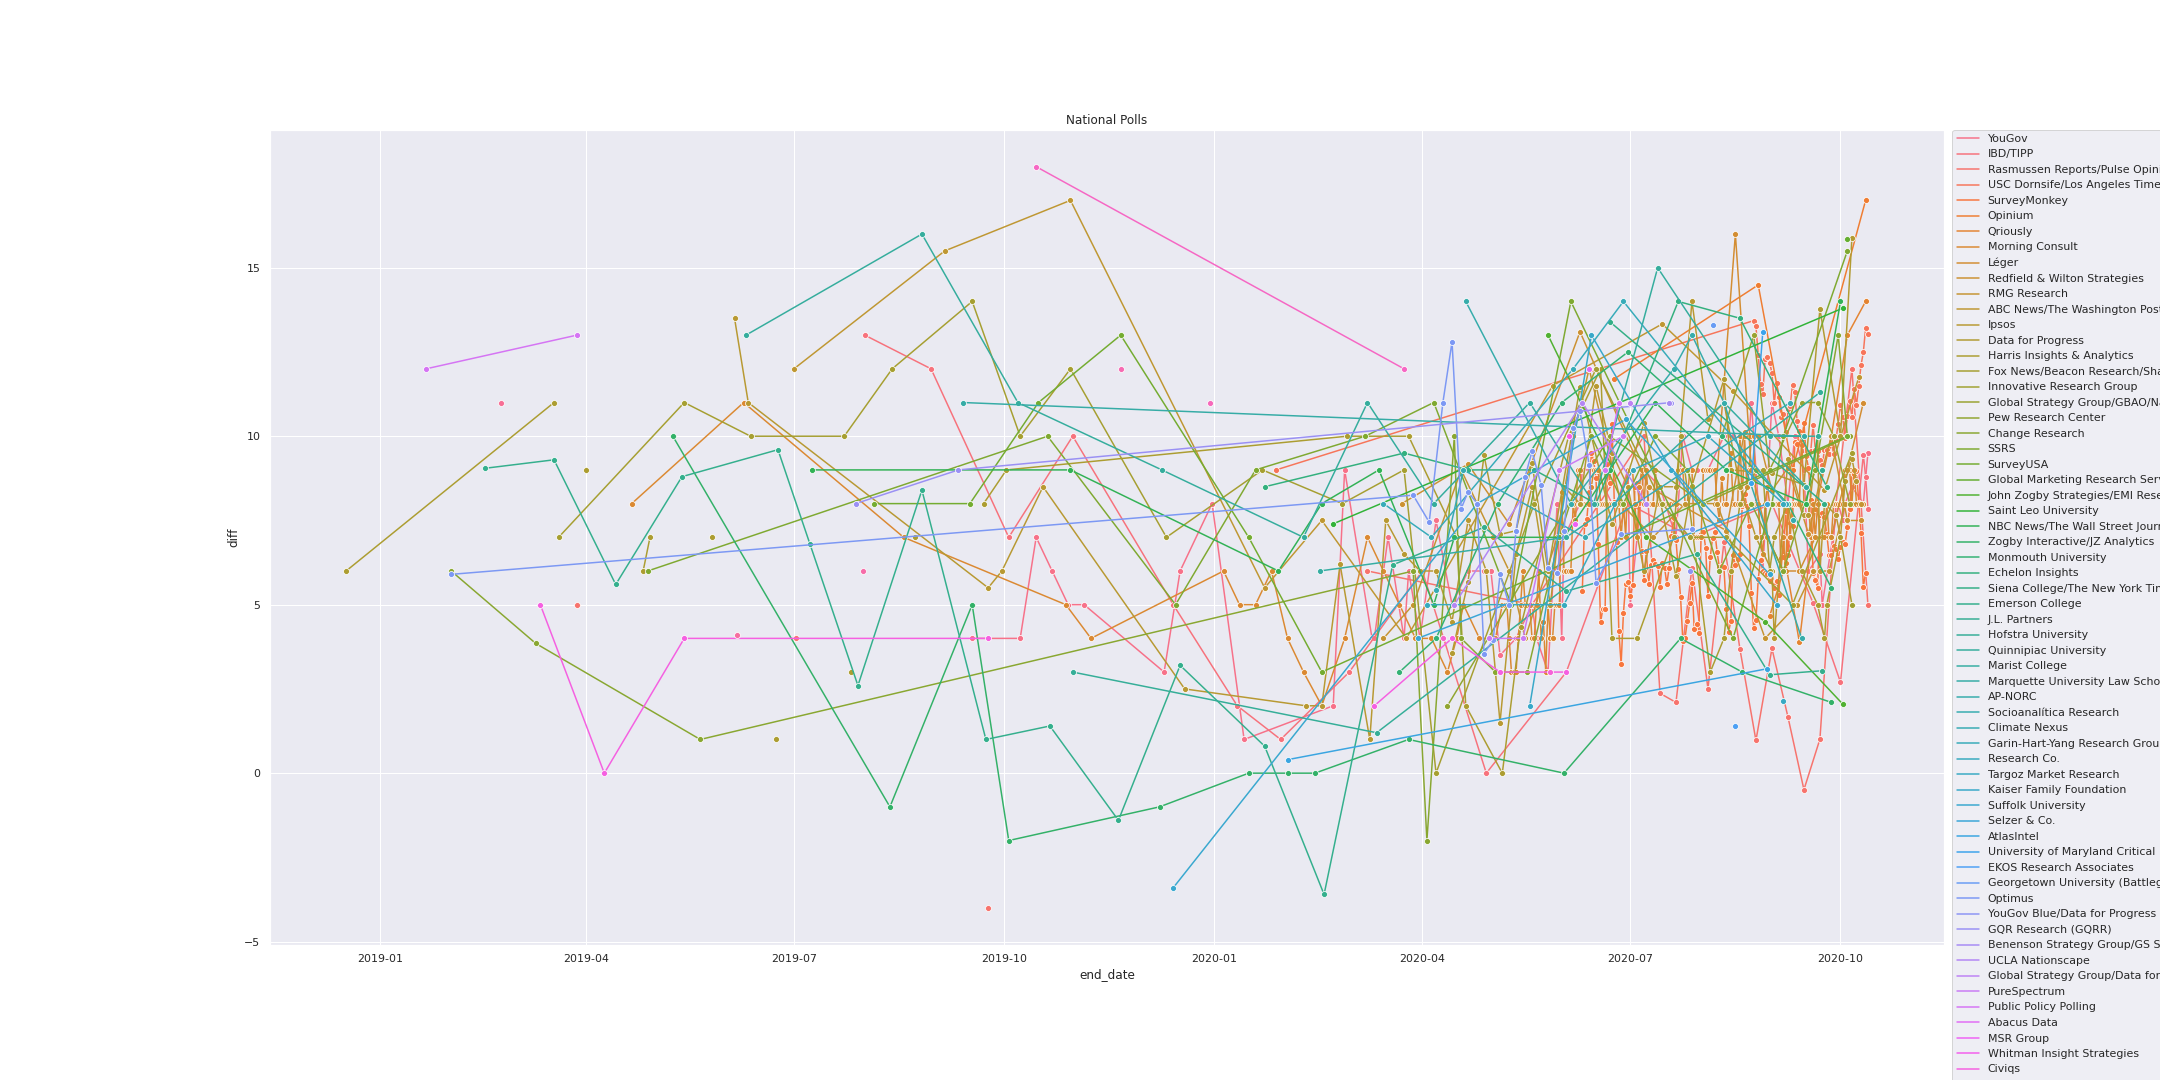 National Polls
diff
15
10
5
0
−5
2019-01
2019-04
2019-07
2019-10
2020-01
2020-04
2020-07
2020-10
end_date
YouGov
IBD/TIPP
Rasmussen Reports/Pulse Opini
USC Dornsife/Los Angeles Time
SurveyMonkey
Opinium
Qriously
Morning Consult
Léger
Redfield & Wilton Strategies
RMG Research
ABC News/The Washington Post
Ipsos
Data for Progress
Harris Insights & Analytics
Fox News/Beacon Research/Sha
Innovative Research Group
Global Strategy Group/GBAO/Na
Pew Research Center
Change Research
SSRS
SurveyUSA
Global Marketing Research Serv
John Zogby Strategies/EMI Rese
Saint Leo University
NBC News/The Wall Street Journ
Zogby Interactive/JZ Analytics
Monmouth University
Echelon Insights
Siena College/The New York Tim
Emerson College
J.L. Partners
Hofstra University
Quinnipiac University
Marist College
Marquette University Law Scho
AP-NORC
Socioanalítica Research
Climate Nexus
Garin-Hart-Yang Research Grou
Research Co.
Targoz Market Research
Kaiser Family Foundation
Suffolk University
Selzer & Co.
AtlasIntel
University of Maryland Critical
EKOS Research Associates
Georgetown University (Battleg
Optimus
YouGov Blue/Data for Progress
GQR Research (GQRR)
Benenson Strategy Group/GS S
UCLA Nationscape
Global Strategy Group/Data for
PureSpectrum
Public Policy Polling
Abacus Data
MSR Group
Whitman Insight Strategies
Civiqs